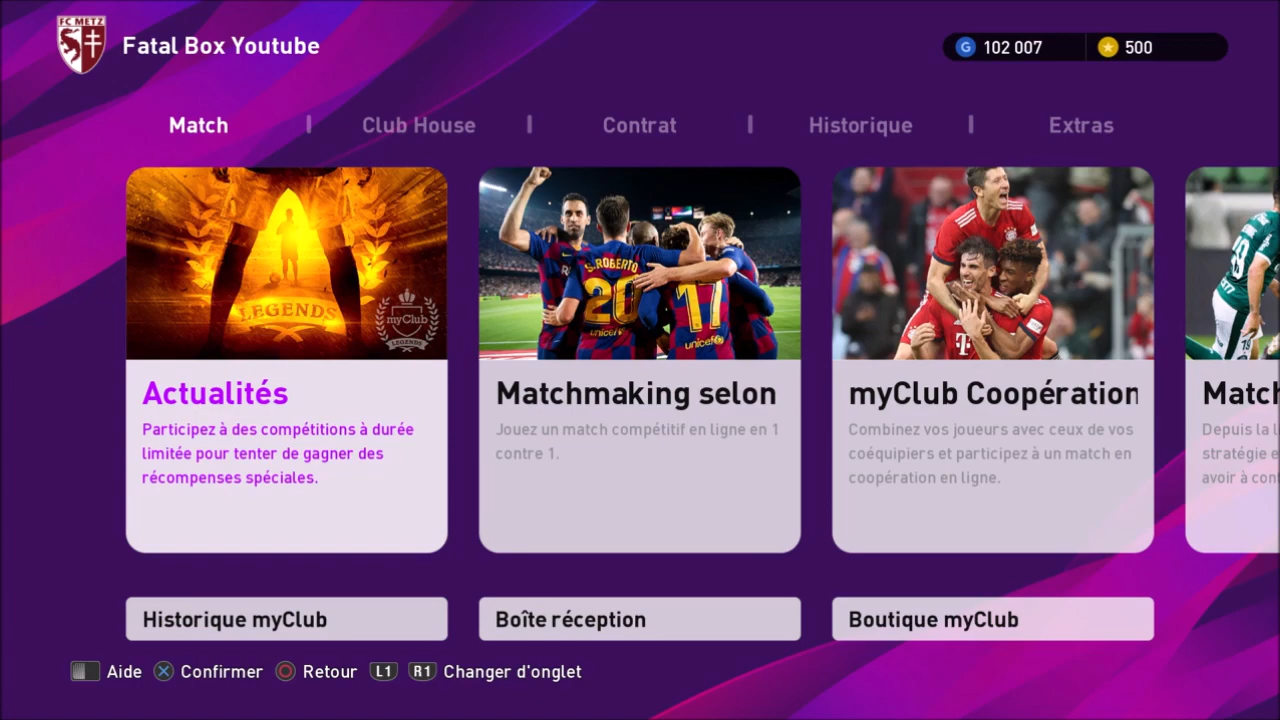 FC METZ
Fatal Box Youtube
G 102 007
500
Match
Club House
Contrat
Historique
Extras
LEGENDS
myClub
LEGENDS
S.ROBERTO
20
17
unicef
unicef
T
19
Actualités
Participez à des compétitions à durée
limitée pour tenter de gagner des
récompenses spéciales.
Matchmaking selon
Jouez un match compétitif en ligne en 1
contre 1.
myClub Coopération
Combinez vos joueurs avec ceux de vos
coéquipiers et participez à un match en
coopération en ligne.
Match
Depuis la l
stratégie e
avoir à con
Historique myClub
Boîte réception
Boutique myClub
Aide Confirmer Retour L1 R1 Changer d'onglet